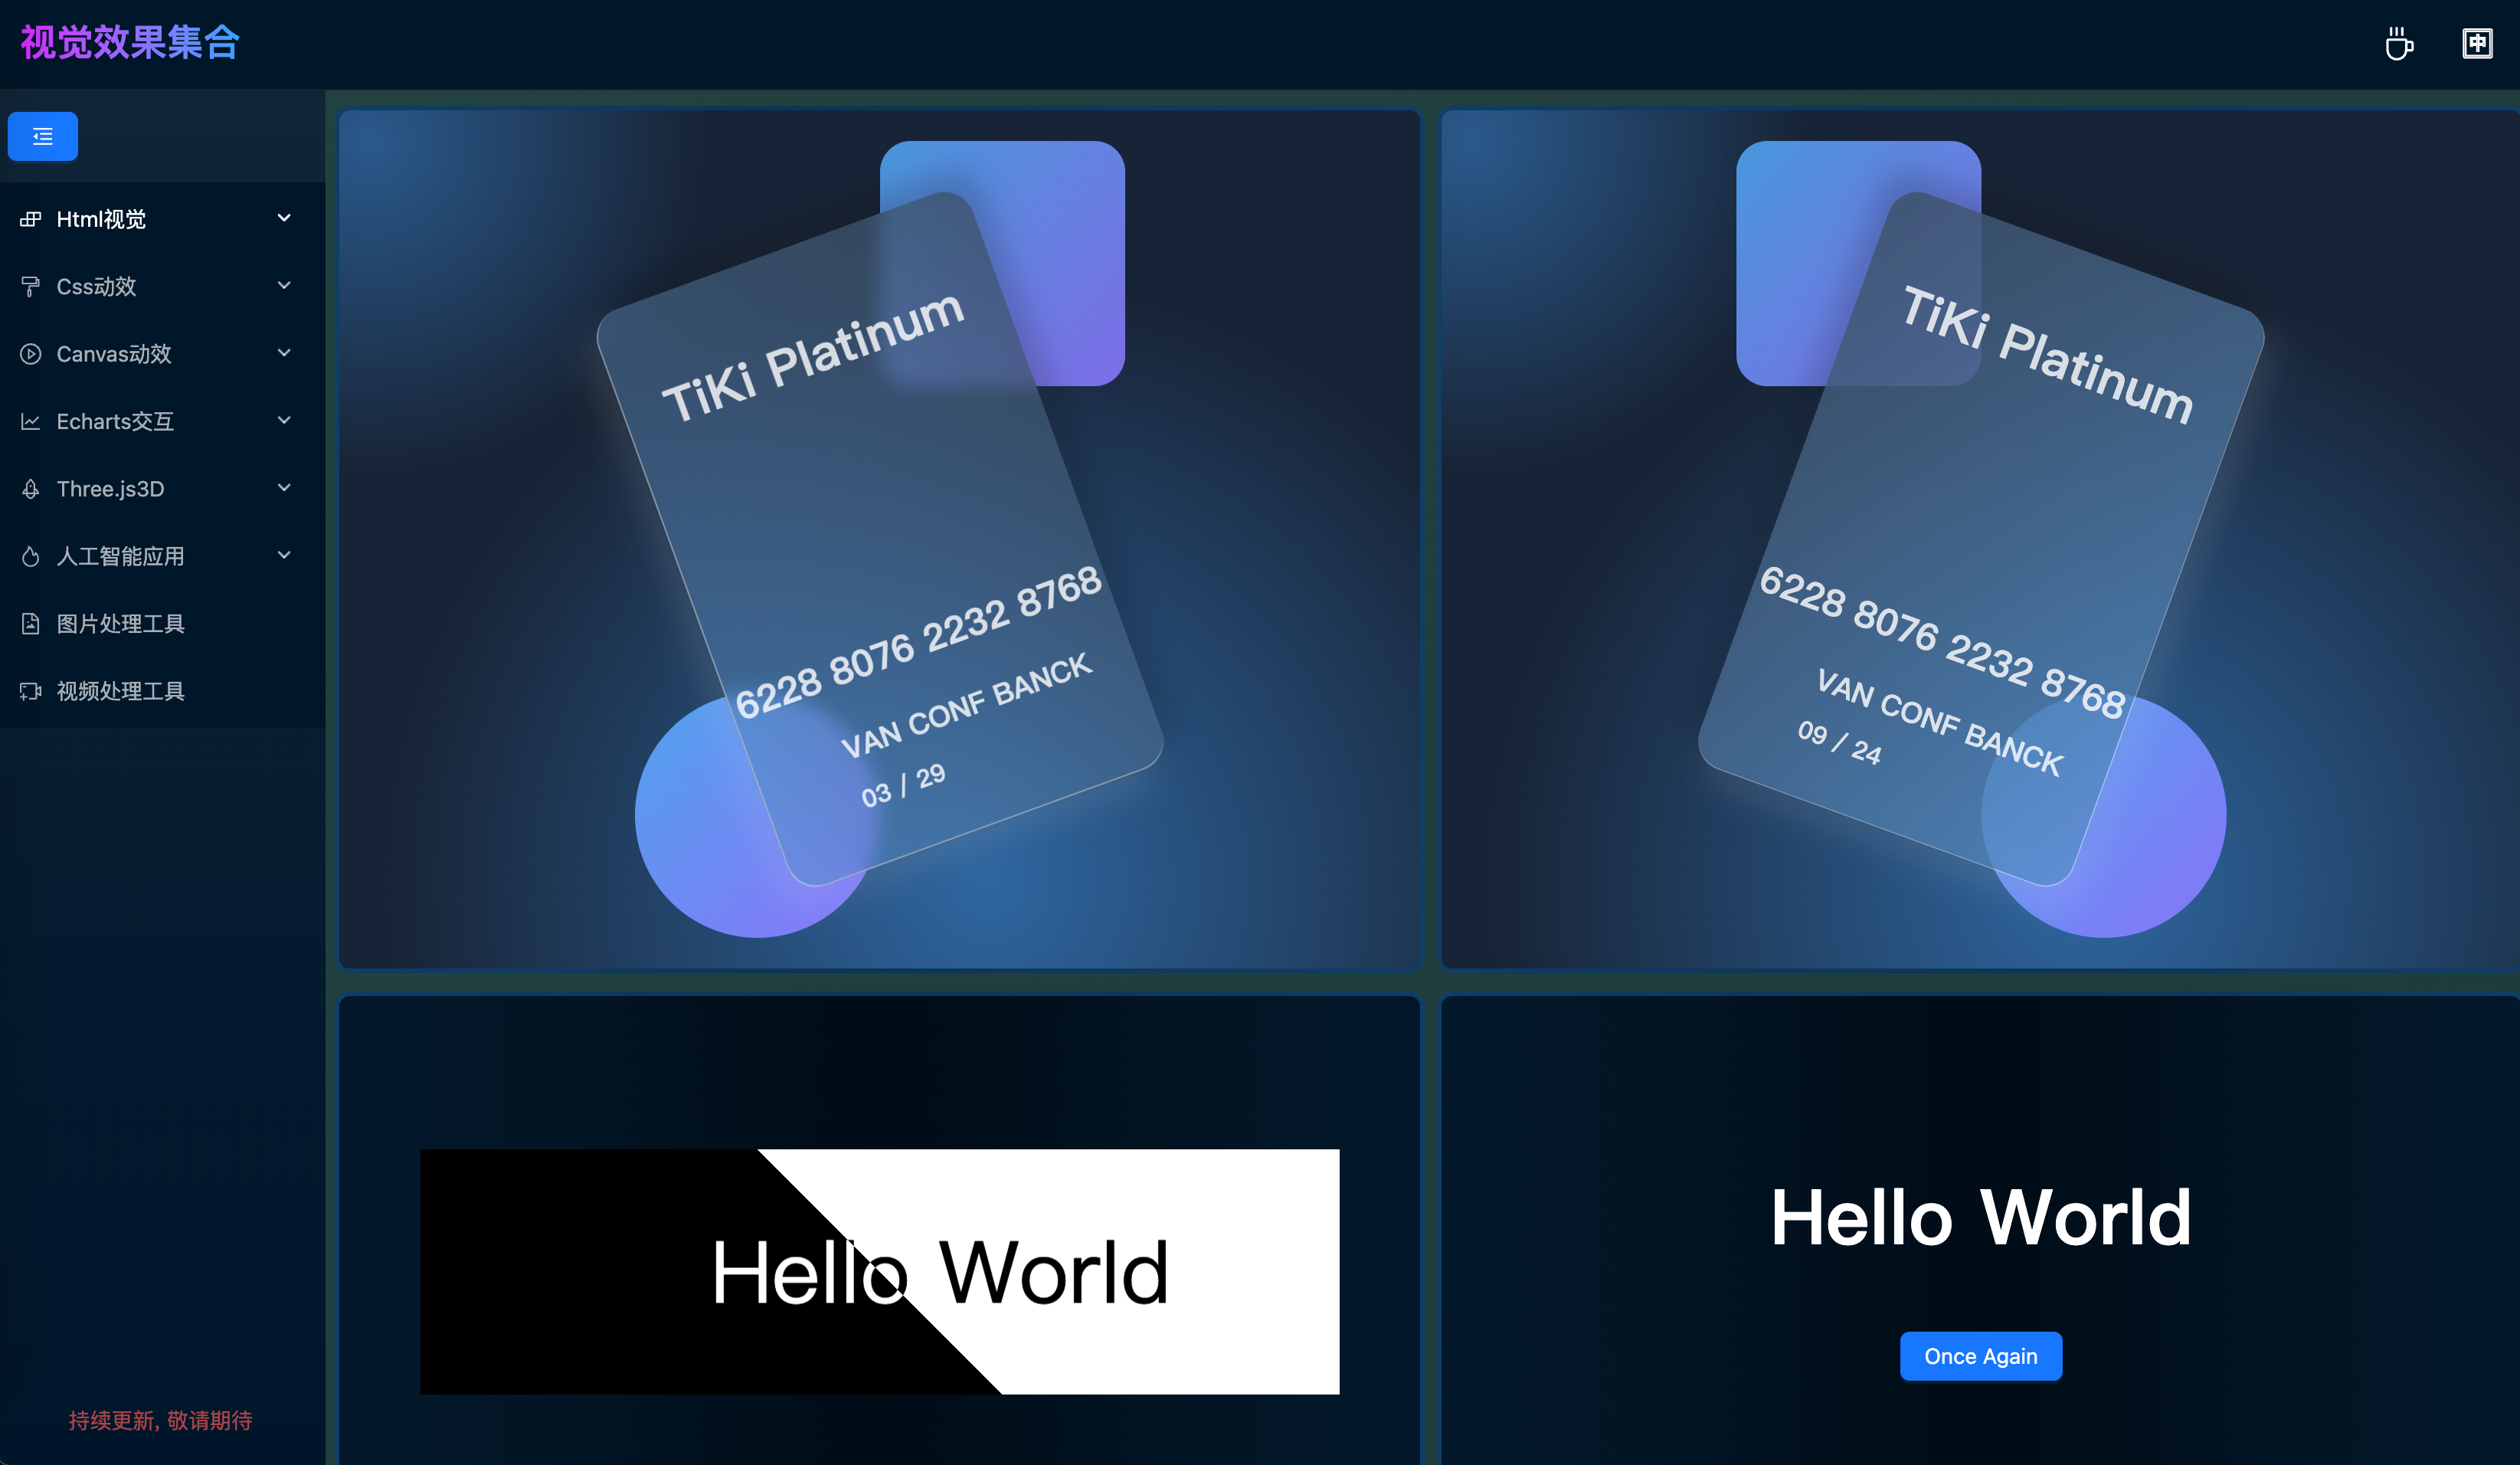 视觉效果集合
中
Html视觉
Css动效
Canvas动效
Echarts交互
Three.js3D
人工智能应用
图片处理工具
视频处理工具
持续更新, 敬请期待
TiKi Platinum
6228 8076 2232 8768
VAN CONF BANCK
03 / 29
TiKi Platinum
6228 8076 2232 8768
VAN CONF BANCK
09 / 24
Hello World
Hello World
Once Again